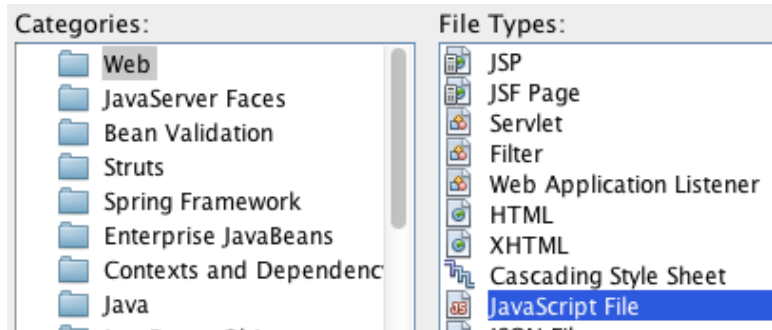 Categories:
Web
JavaServer Faces
Bean Validation
Struts
Spring Framework
Enterprise JavaBeans
Contexts and Dependenc
Java
File Types:
JSP
JSF Page
Servlet
Filter
Web Application Listener
HTML
XHTML
Cascading Style Sheet
JavaScript File